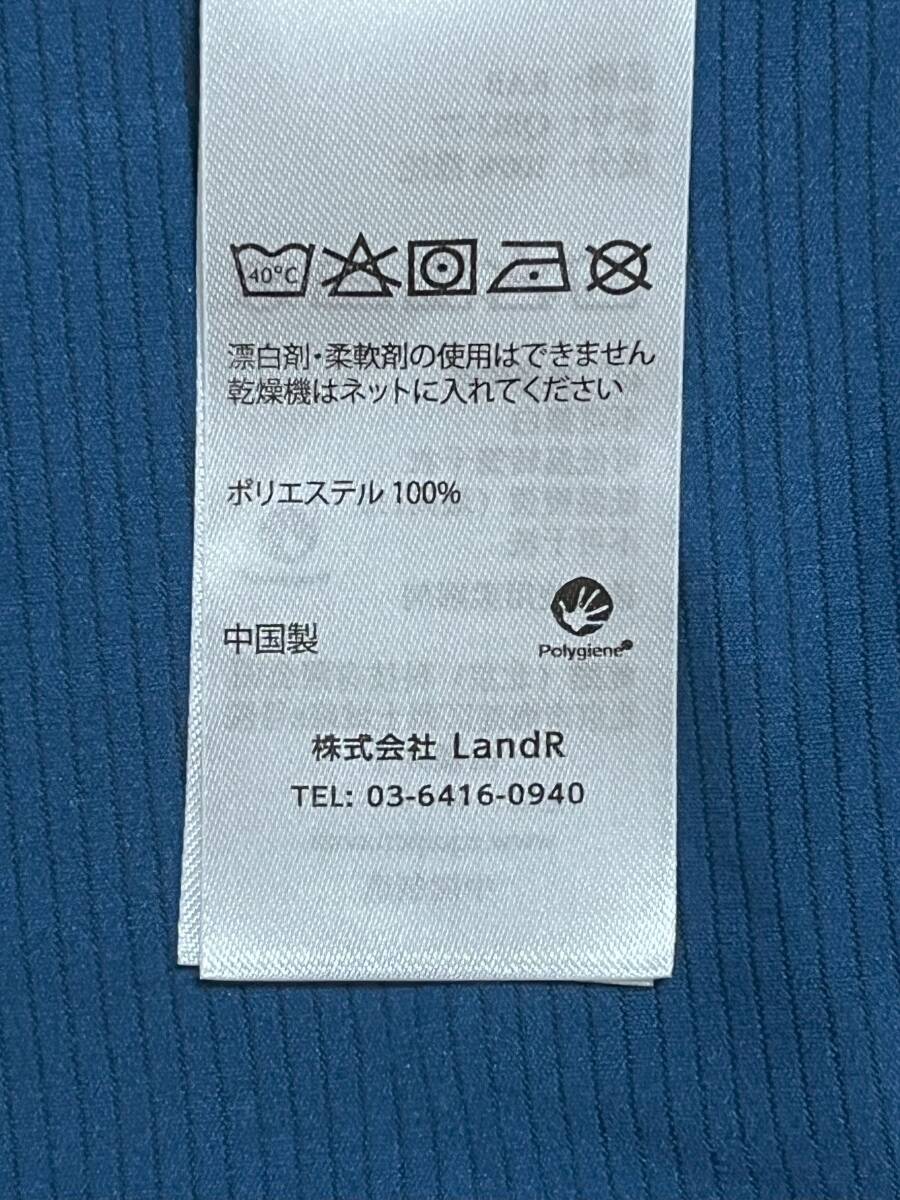 40°C
漂白剤・柔軟剤の使用はできません
乾燥機はネットに入れてください
ポリエステル 100%
中国製
Polygiene®
株式会社 LandR
TEL: 03-6416-0940